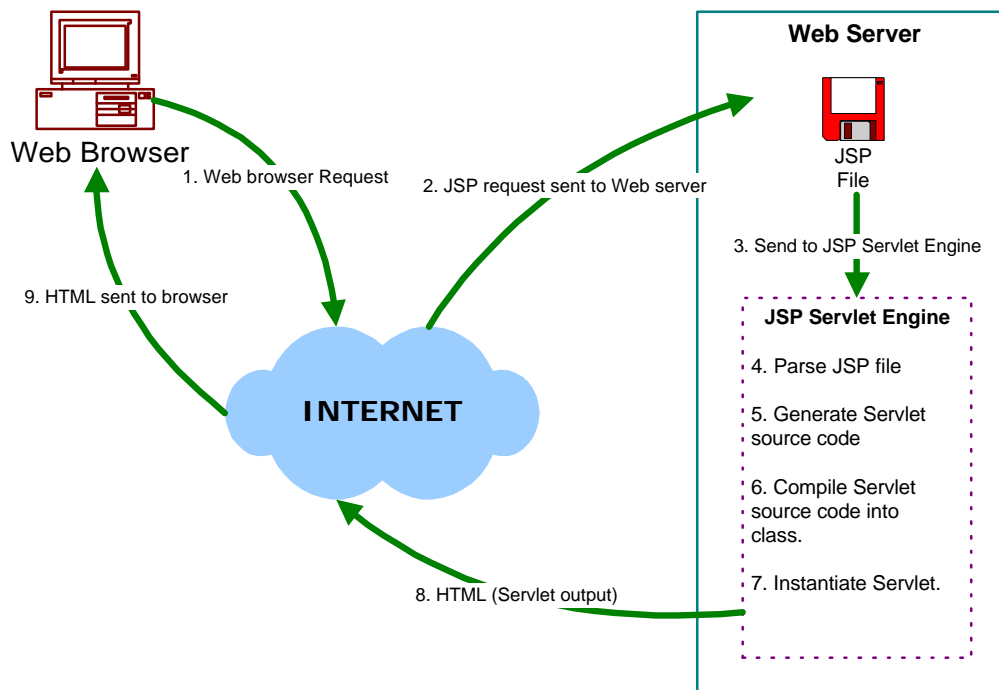 Web Server
JSP
File
Web Browser
1. Web browser Request
2. JSP request sent to Web server
3. Send to JSP Servlet Engine
9. HTML sent to browser
JSP Servlet Engine
4. Parse JSP file
5. Generate Servlet
source code
6. Compile Servlet
source code into
class.
7. Instantiate Servlet.
INTERNET
8. HTML (Servlet output)